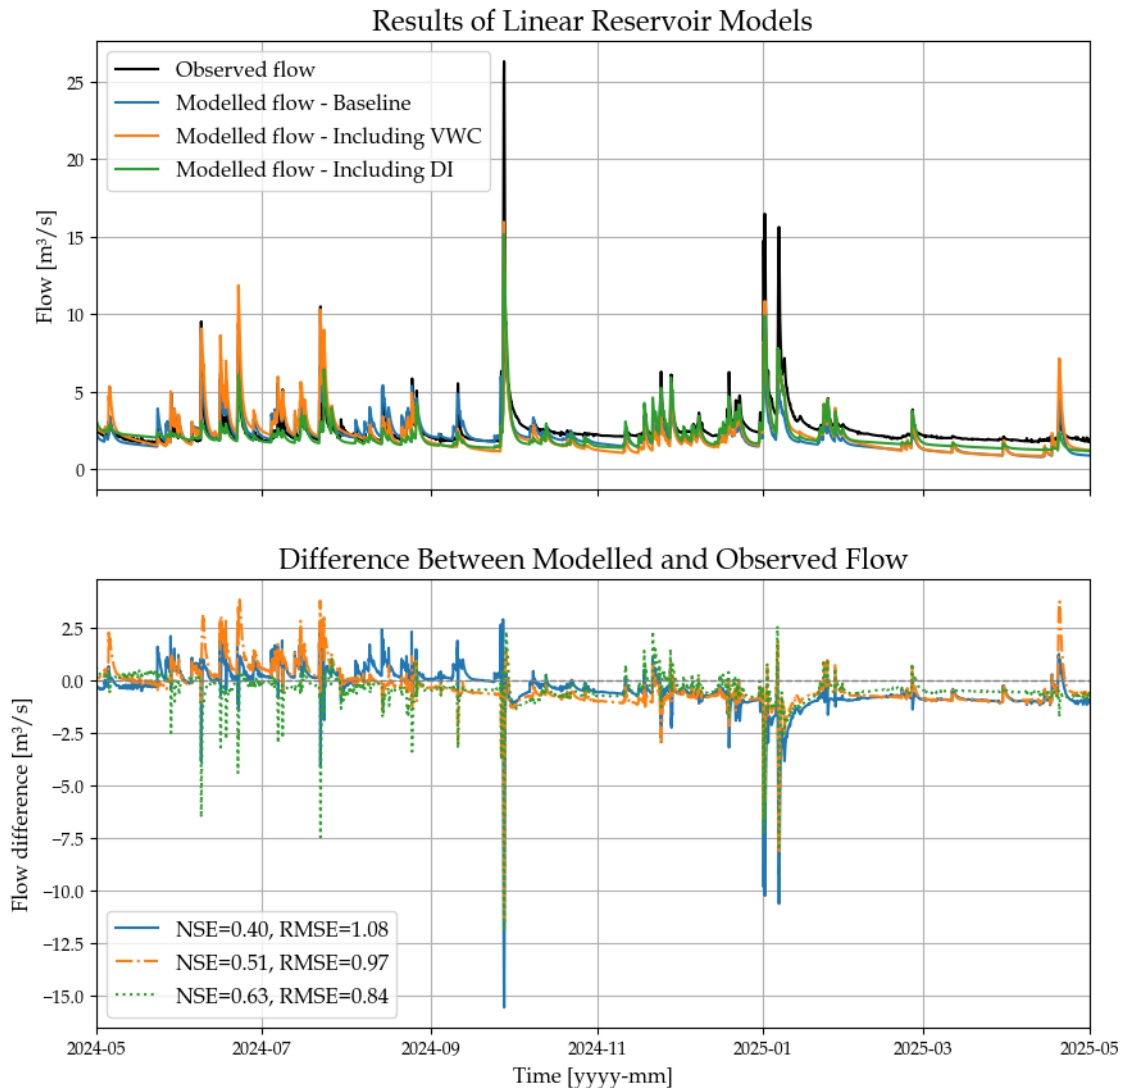 Results of Linear Reservoir Models
Observed flow
Modelled flow - Baseline
Modelled flow - Including VWC
Modelled flow - Including DI
Flow [m³/s]
25
20
15
10
5
0
Difference Between Modelled and Observed Flow
Flow difference [m³/s]
2.5
0.0
−2.5
−5.0
−7.5
−10.0
−12.5
−15.0
NSE=0.40, RMSE=1.08
NSE=0.51, RMSE=0.97
NSE=0.63, RMSE=0.84
2024-05 2024-07 2024-09 2024-11 2025-01 2025-03 2025-05
Time [yyyy-mm]